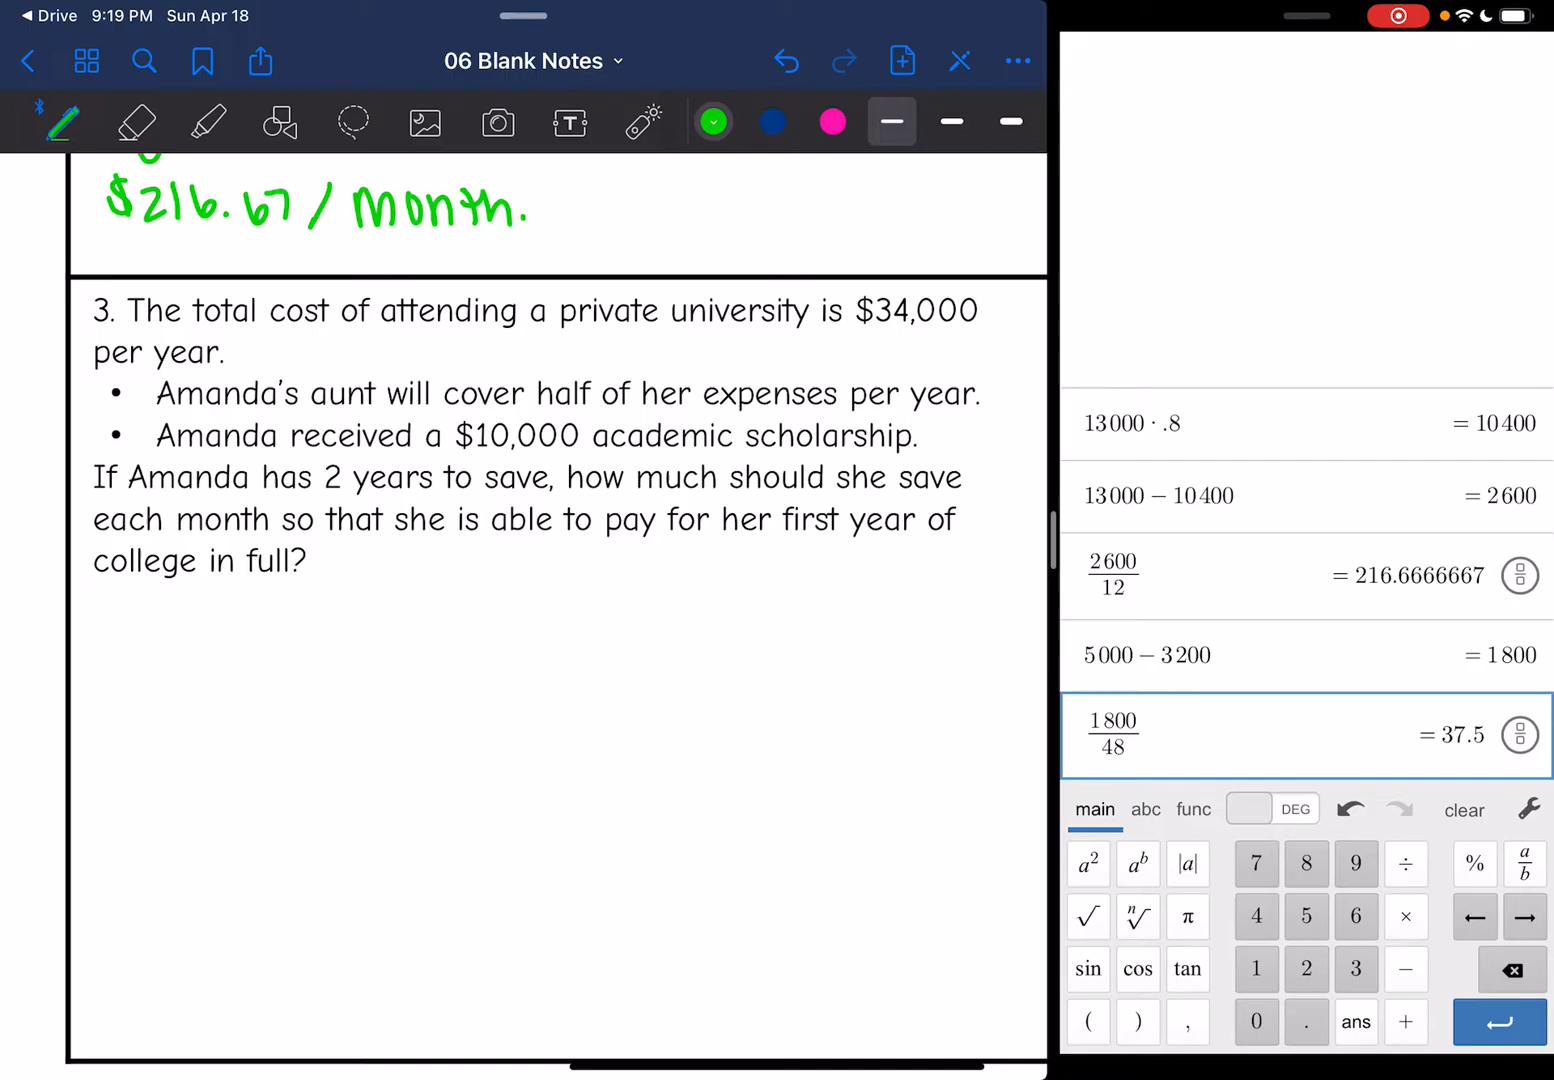 Drive 9:19 PM Sun Apr 18
06 Blank Notes
T
$216.67 / month.
3. The total cost of attending a private university is $34,000
per year.
• Amanda's aunt will cover half of her expenses per year.
• Amanda received a $10,000 academic scholarship.
If Amanda has 2 years to save, how much should she save
each month so that she is able to pay for her first year of
college in full?
13000 · .8 = 10400
13000 − 10400 = 2600
2600/12 = 216.6666667
5000 − 3200 = 1800
1800/48 = 37.5
main abc func DEG clear
a² aᵇ |a| 7 8 9 ÷ % a/b
√ ⁿ√ π 4 5 6 × ← →
sin cos tan 1 2 3 −
( ) , 0 . ans +